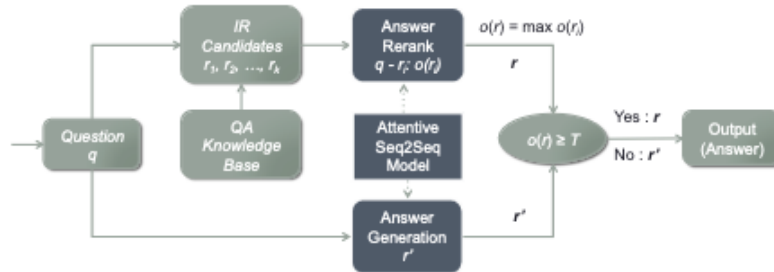 IR
Candidates
r₁, r₂, ..., rₖ
Answer
Rerank
q - rᵢ: o(rᵢ)
o(r) = max o(rᵢ)
r
Question
q
QA
Knowledge
Base
Attentive
Seq2Seq
Model
o(r) ≥ T
Yes : r
No : r'
Output
(Answer)
Answer
Generation
r'
r'